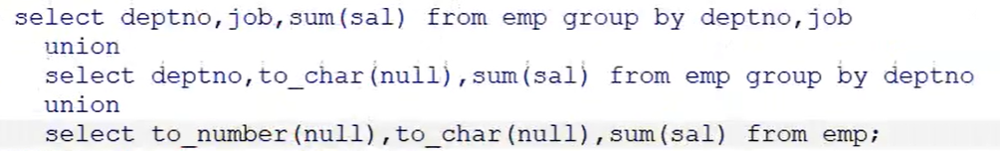 select deptno,job,sum(sal) from emp group by deptno,job
union
select deptno,to_char(null),sum(sal) from emp group by deptno
union
select to_number(null),to_char(null),sum(sal) from emp;